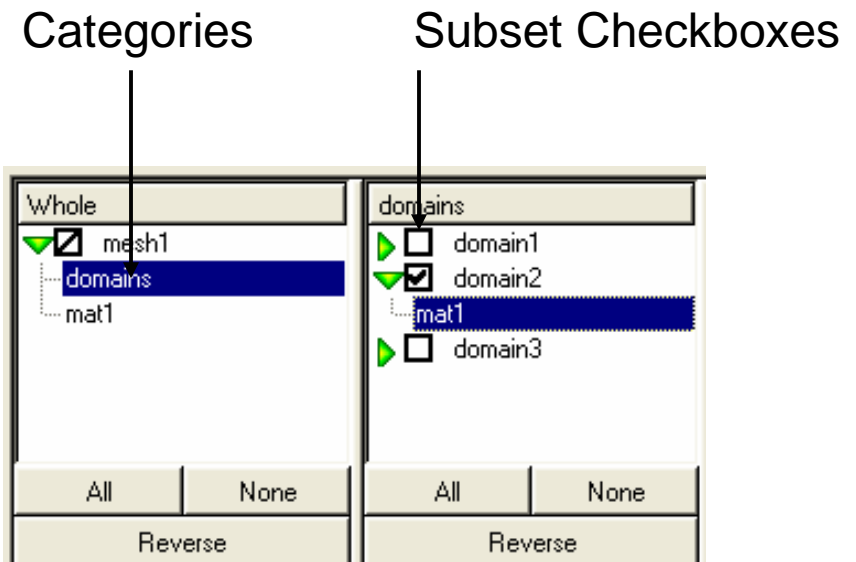 Categories
Subset Checkboxes
Whole
mesh1
domains
mat1
All
None
Reverse
domains
domain1
domain2
mat1
domain3
All
None
Reverse